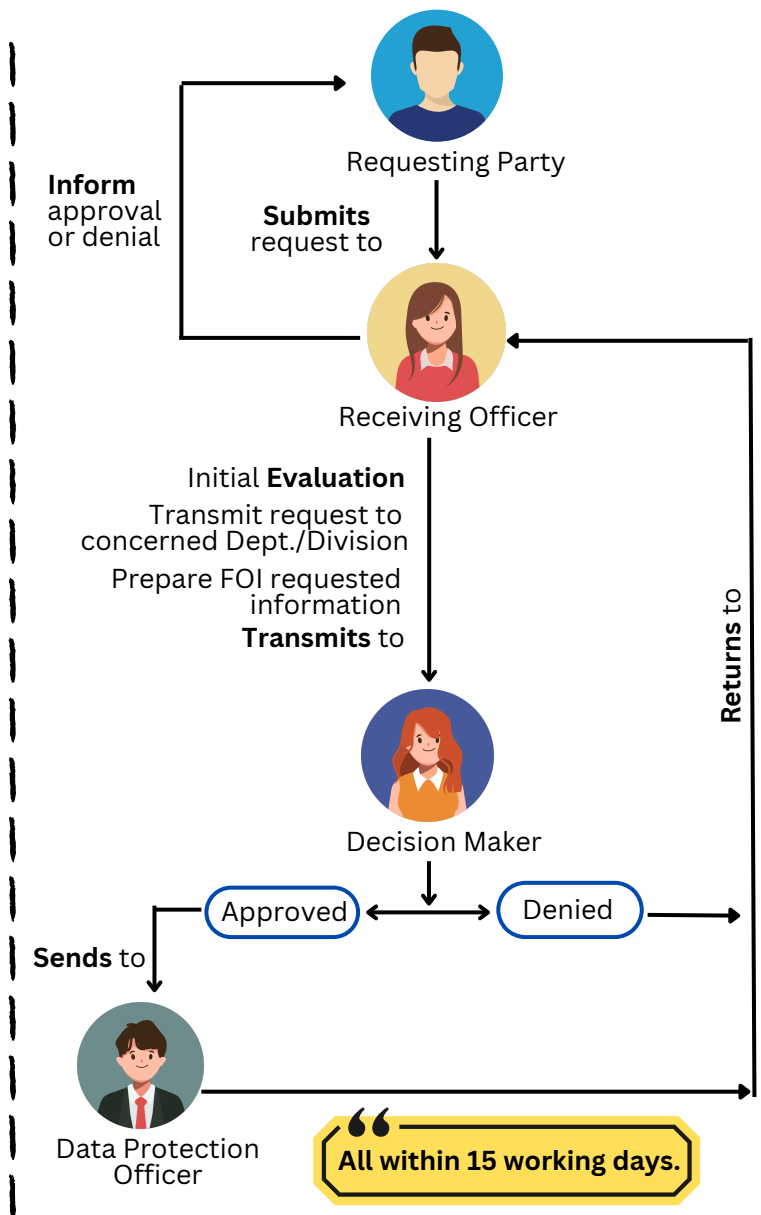 Requesting Party
Inform
approval
or denial
Submits
request to
Receiving Officer
Initial Evaluation
Transmit request to
concerned Dept./Division
Prepare FOI requested
information
Transmits to
Returns to
Decision Maker
Approved
Denied
Sends to
Data Protection
Officer
“
All within 15 working days.